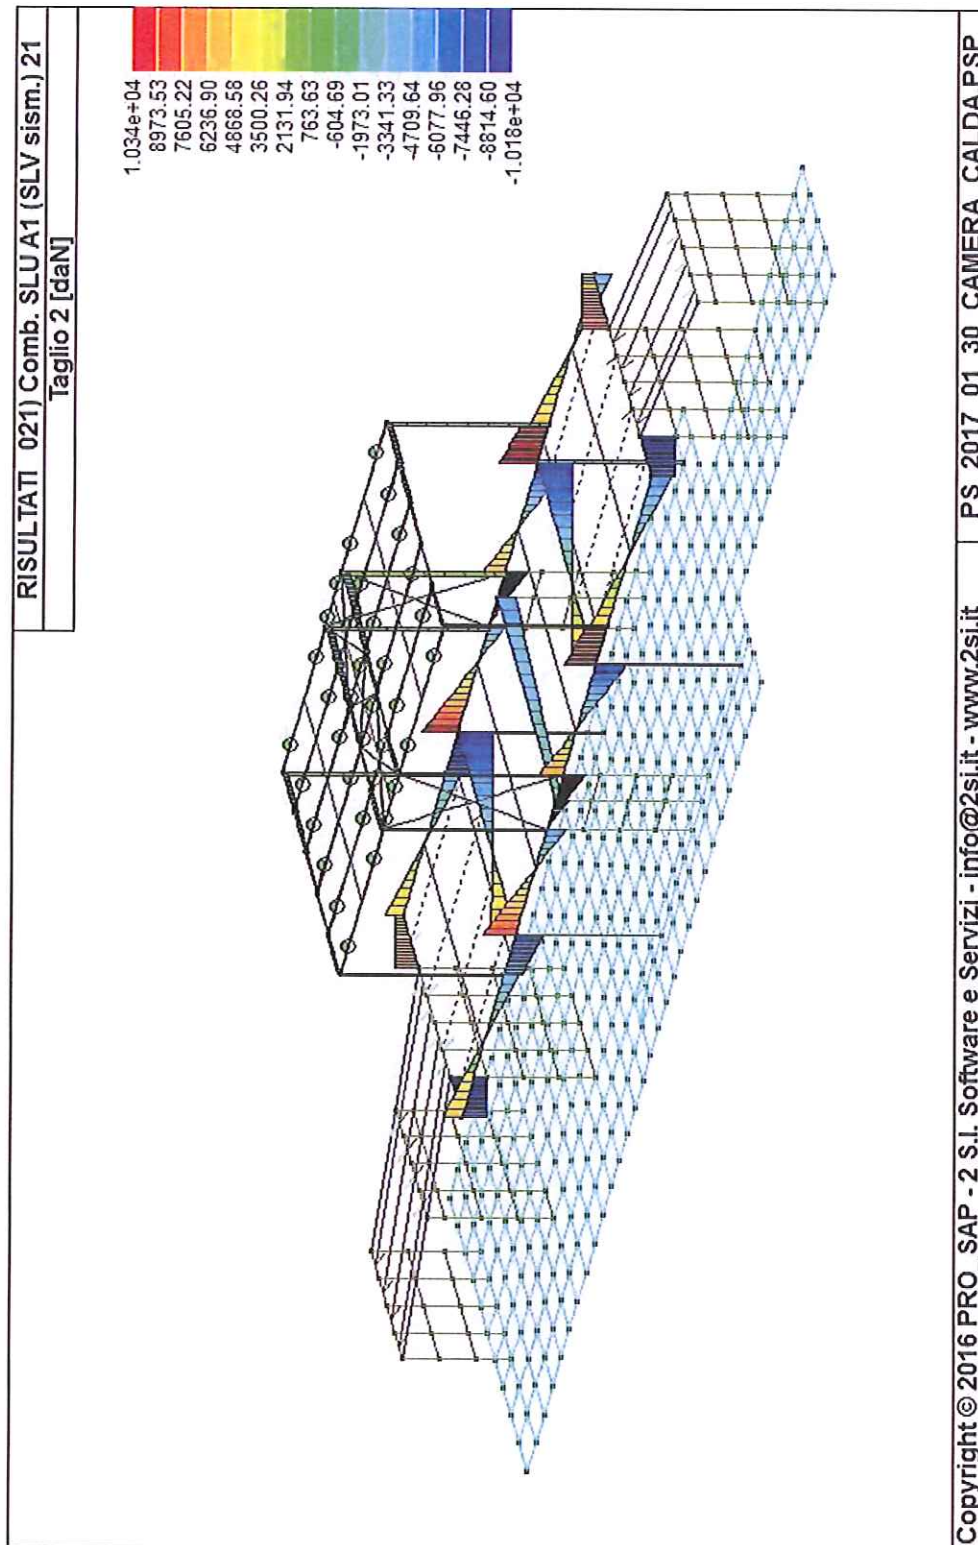 RISULTATI 021) Comb. SLU A1 (SLV sism.) 21
Taglio 2 [daN]
1.034e+04
8973.53
7605.22
6236.90
4868.58
3500.26
2131.94
763.63
-604.69
-1973.01
-3341.33
-4709.64
-6077.96
-7446.28
-8814.60
-1.018e+04
Copyright © 2016 PRO_SAP - 2 S.I. Software e Servizi - info@2si.it - www.2si.it
PS_2017_01_30_CAMERA_CALDA.PSP